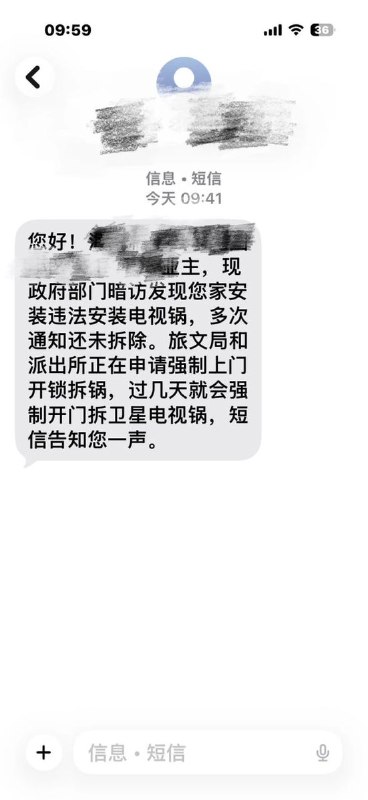 09:59
36
信息 • 短信
今天 09:41
您好！
业主，现
政府部门暗访发现您家安
装违法安装电视锅，多次
通知还未拆除。旅文局和
派出所正在申请强制上门
开锁拆锅，过几天就会强
制开门拆卫星电视锅，短
信告知您一声。
信息 • 短信